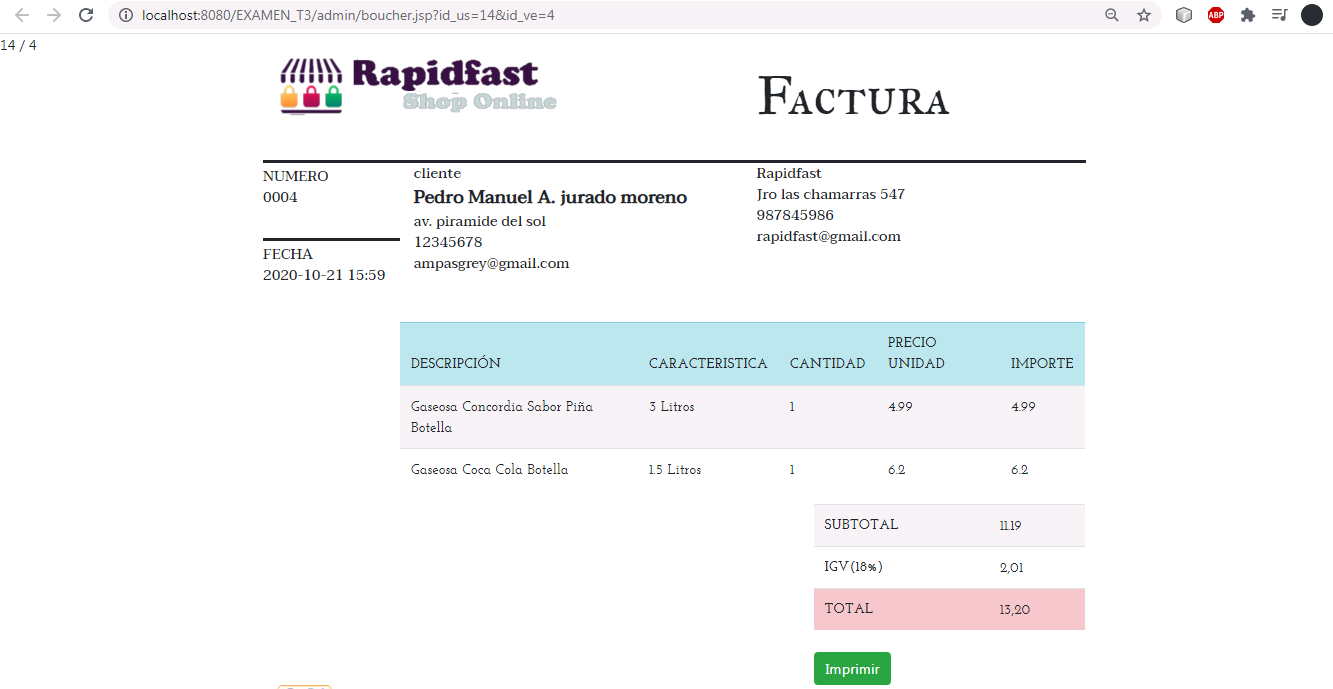 localhost:8080/EXAMEN_T3/admin/boucher.jsp?id_us=14&id_ve=4
ABP
14 / 4
Rapidfast
Shop Online
FACTURA
NUMERO
0004
FECHA
2020-10-21 15:59
cliente
Pedro Manuel A. jurado moreno
av. piramide del sol
12345678
ampasgrey@gmail.com
Rapidfast
Jro las chamarras 547
987845986
rapidfast@gmail.com
DESCRIPCIÓN CARACTERISTICA CANTIDAD PRECIO UNIDAD IMPORTE
Gaseosa Concordia Sabor Piña Botella 3 Litros 1 4.99 4.99
Gaseosa Coca Cola Botella 1.5 Litros 1 6.2 6.2
SUBTOTAL 11.19
IGV(18%) 2,01
TOTAL 13,20
Imprimir